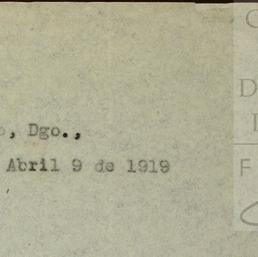 , Dgo.,
Abril 9 de 1919